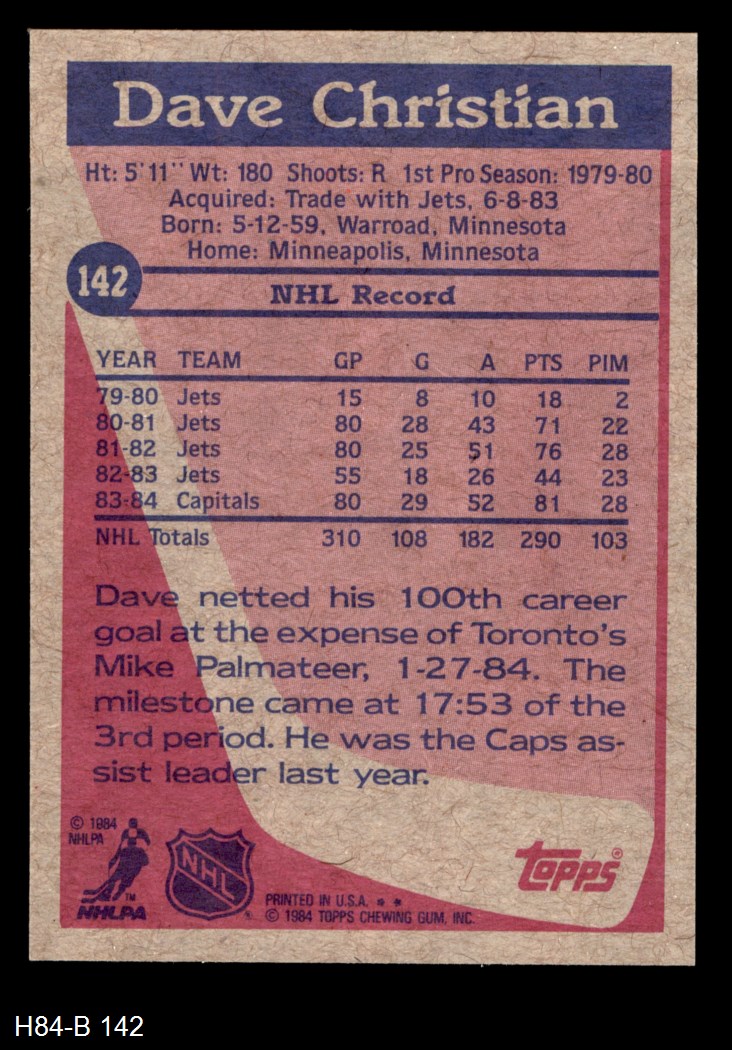 Dave Christian
Ht: 5'11" Wt: 180 Shoots: R 1st Pro Season: 1979-80
Acquired: Trade with Jets, 6-8-83
Born: 5-12-59, Warroad, Minnesota
Home: Minneapolis, Minnesota
142
NHL Record
YEAR TEAM GP G A PTS PIM
79-80 Jets 15 8 10 18 2
80-81 Jets 80 28 43 71 22
81-82 Jets 80 25 51 76 28
82-83 Jets 55 18 26 44 23
83-84 Capitals 80 29 52 81 28
NHL Totals 310 108 182 290 103
Dave netted his 100th career
goal at the expense of Toronto's
Mike Palmateer, 1-27-84. The
milestone came at 17:53 of the
3rd period. He was the Caps as-
sist leader last year.
© 1984
NHLPA
TM
NHLPA
NHL
®
PRINTED IN U.S.A. * *
© 1984 TOPPS CHEWING GUM, INC.
topps®
H84-B 142